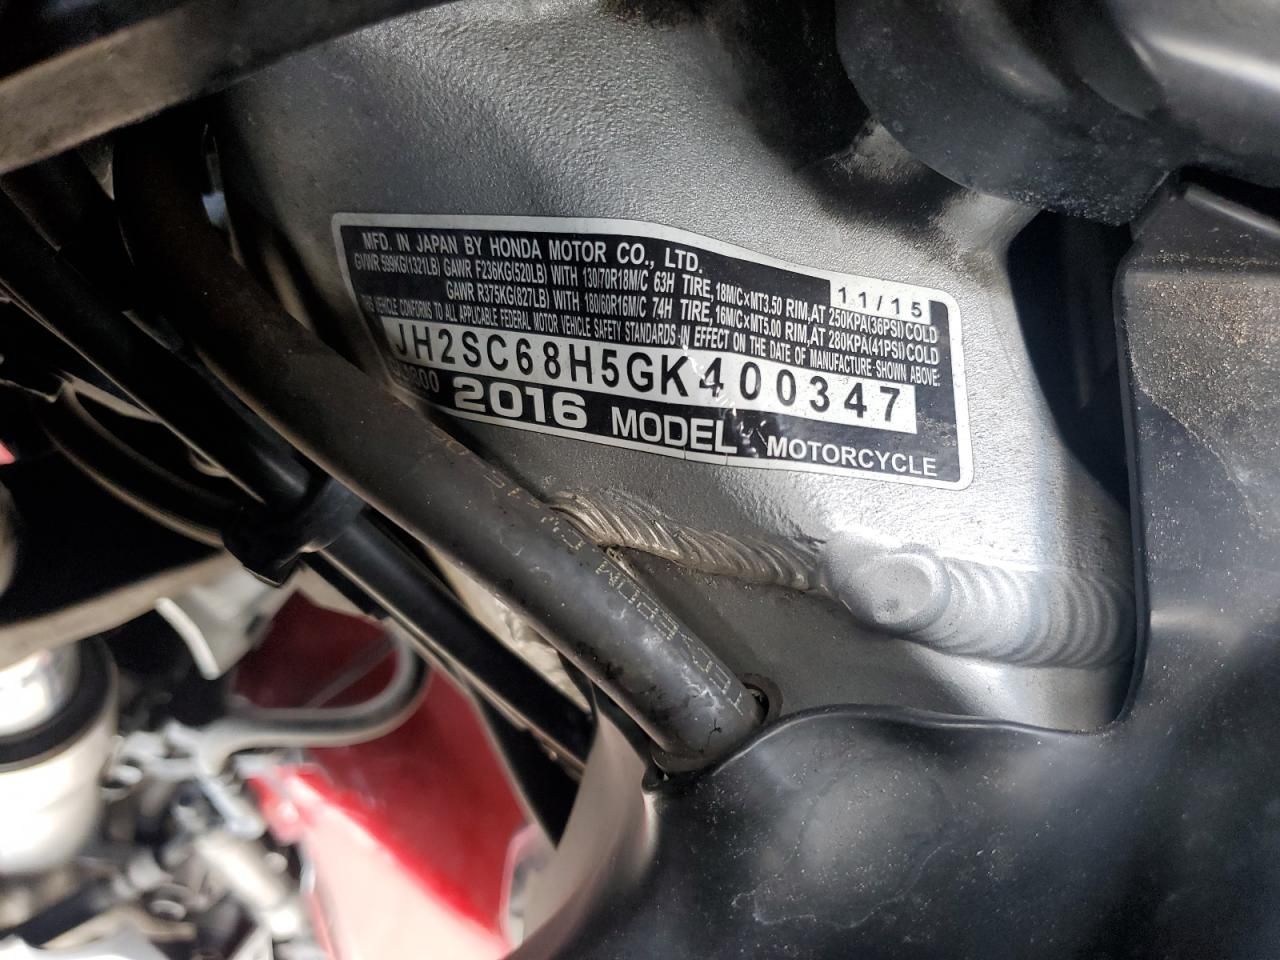 MFD. IN JAPAN BY HONDA MOTOR CO., LTD.
11/15
GVWR 599KG(1321LB) GAWR F236KG(520LB) WITH 130/70R18M/C 63H TIRE, 18M/C×MT3.50 RIM, AT 250KPA(36PSI) COLD
GAWR R375KG(827LB) WITH 180/60R16M/C 74H TIRE, 16M/C×MT5.00 RIM, AT 280KPA(41PSI) COLD
THIS VEHICLE CONFORMS TO ALL APPLICABLE FEDERAL MOTOR VEHICLE SAFETY STANDARDS IN EFFECT ON THE DATE OF MANUFACTURE SHOWN ABOVE.
JH2SC68H5GK400347
2016 MODEL MOTORCYCLE